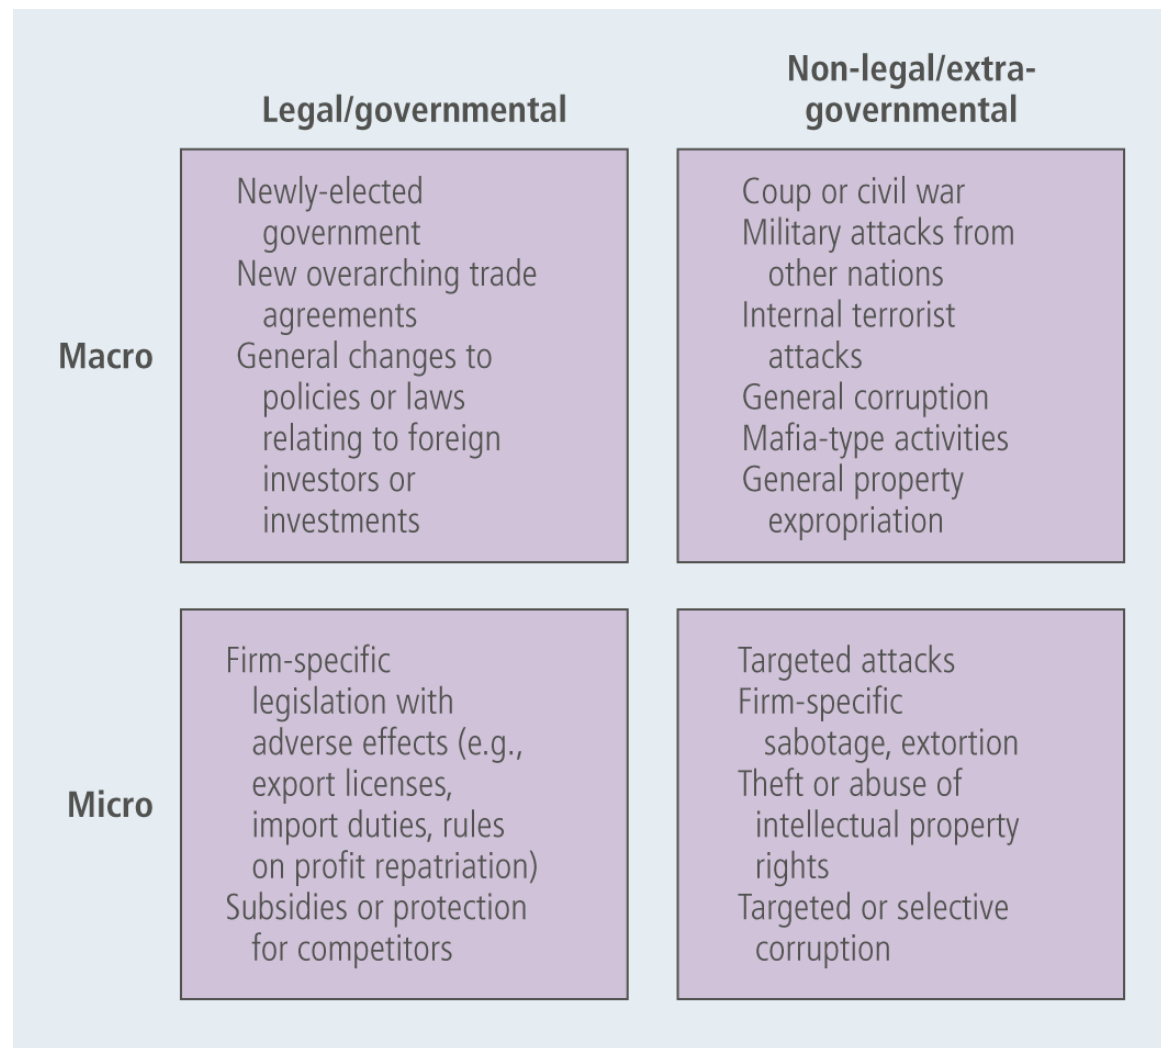 Legal/governmental
Non-legal/extra-
governmental
Macro
Newly-elected
government
New overarching trade
agreements
General changes to
policies or laws
relating to foreign
investors or
investments
Coup or civil war
Military attacks from
other nations
Internal terrorist
attacks
General corruption
Mafia-type activities
General property
expropriation
Micro
Firm-specific
legislation with
adverse effects (e.g.,
export licenses,
import duties, rules
on profit repatriation)
Subsidies or protection
for competitors
Targeted attacks
Firm-specific
sabotage, extortion
Theft or abuse of
intellectual property
rights
Targeted or selective
corruption